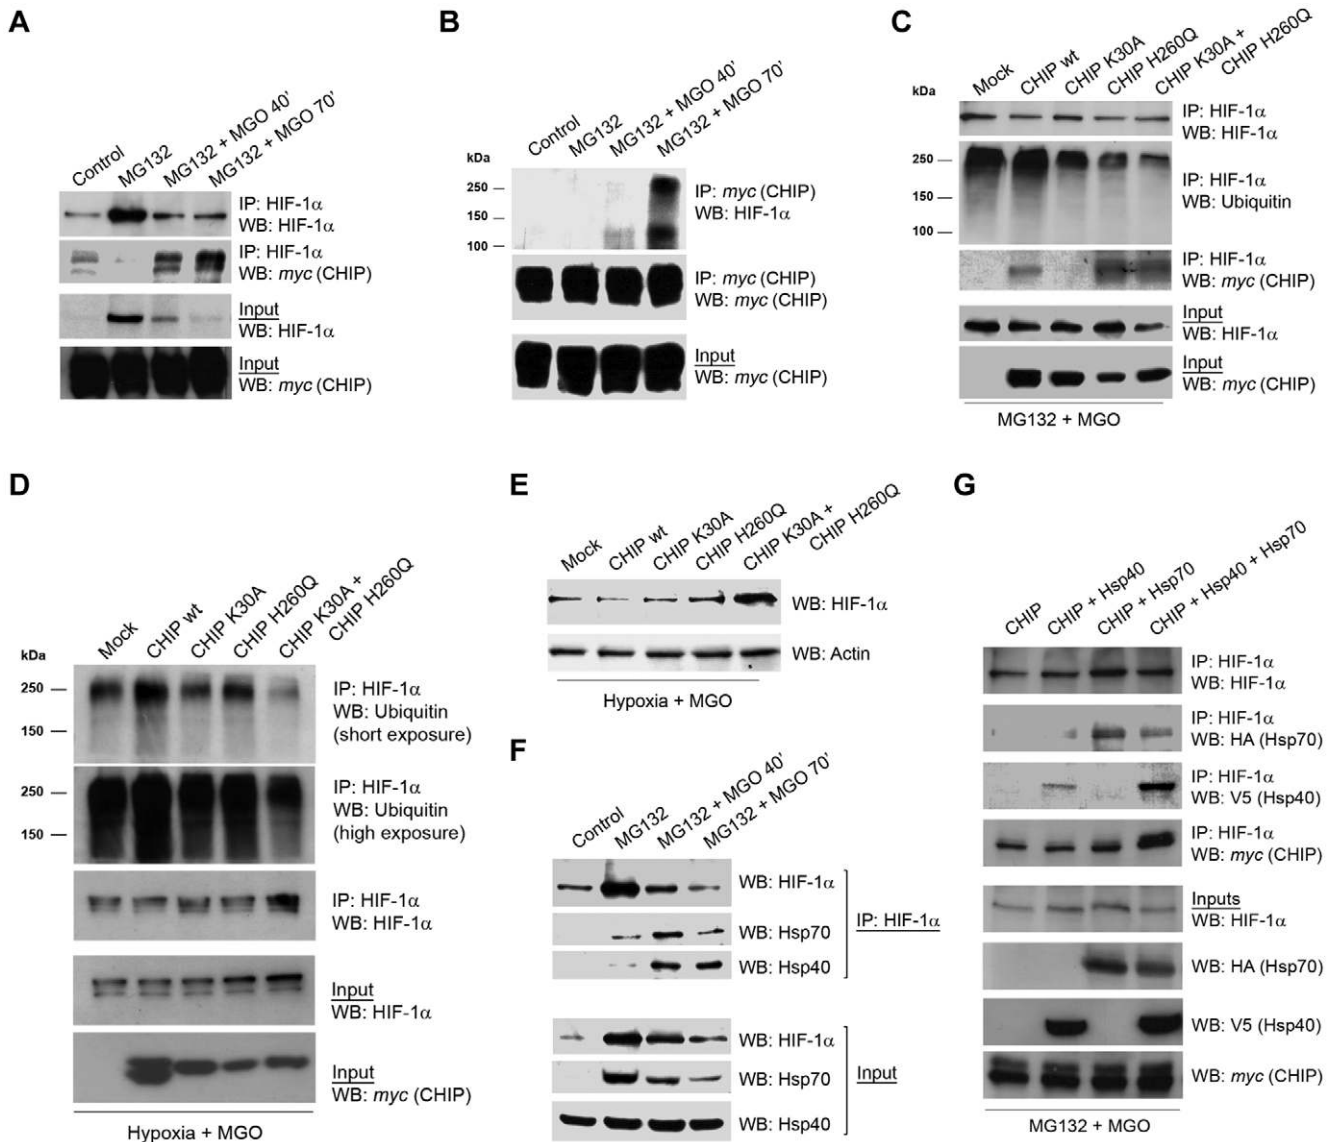 A
Control
MG132
MG132 + MGO 40'
MG132 + MGO 70'
IP: HIF-1α
WB: HIF-1α
IP: HIF-1α
WB: myc (CHIP)
Input
WB: HIF-1α
Input
WB: myc (CHIP)
B
Control
MG132
MG132 + MGO 40'
MG132 + MGO 70'
kDa
250
150
100
IP: myc (CHIP)
WB: HIF-1α
IP: myc (CHIP)
WB: myc (CHIP)
Input
WB: myc (CHIP)
C
Mock
CHIP wt
CHIP K30A
CHIP H260Q
CHIP K30A +
CHIP H260Q
kDa
250
150
100
IP: HIF-1α
WB: HIF-1α
IP: HIF-1α
WB: Ubiquitin
IP: HIF-1α
WB: myc (CHIP)
Input
WB: HIF-1α
Input
WB: myc (CHIP)
MG132 + MGO
D
Mock
CHIP wt
CHIP K30A
CHIP H260Q
CHIP K30A +
CHIP H260Q
kDa
250
150
250
150
IP: HIF-1α
WB: Ubiquitin
(short exposure)
IP: HIF-1α
WB: Ubiquitin
(high exposure)
IP: HIF-1α
WB: HIF-1α
Input
WB: HIF-1α
Input
WB: myc (CHIP)
Hypoxia + MGO
E
Mock
CHIP wt
CHIP K30A
CHIP H260Q
CHIP K30A +
CHIP H260Q
WB: HIF-1α
WB: Actin
Hypoxia + MGO
F
Control
MG132
MG132 + MGO 40'
MG132 + MGO 70'
WB: HIF-1α
WB: Hsp70
WB: Hsp40
IP: HIF-1α
WB: HIF-1α
WB: Hsp70
WB: Hsp40
Input
G
CHIP
CHIP + Hsp40
CHIP + Hsp70
CHIP + Hsp40 + Hsp70
IP: HIF-1α
WB: HIF-1α
IP: HIF-1α
WB: HA (Hsp70)
IP: HIF-1α
WB: V5 (Hsp40)
IP: HIF-1α
WB: myc (CHIP)
Inputs
WB: HIF-1α
WB: HA (Hsp70)
WB: V5 (Hsp40)
WB: myc (CHIP)
MG132 + MGO